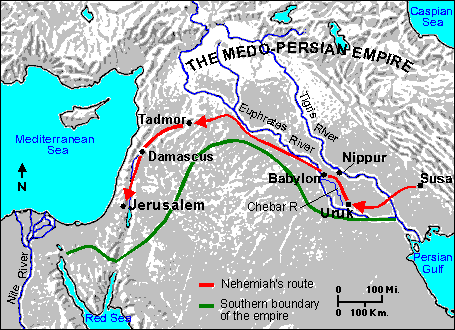 Caspian
Sea
THE MEDO-PERSIAN EMPIRE
Tadmor
Euphrates River
Tigris River
Mediterranean
Sea
Damascus
Nippur
N
Babylon
Susa
Jerusalem
Chebar R
Uruk
Nile River
Persian
Gulf
Nehemiah's route
Southern boundary
of the empire
0 100 Mi.
0 100 Km.
Red Sea